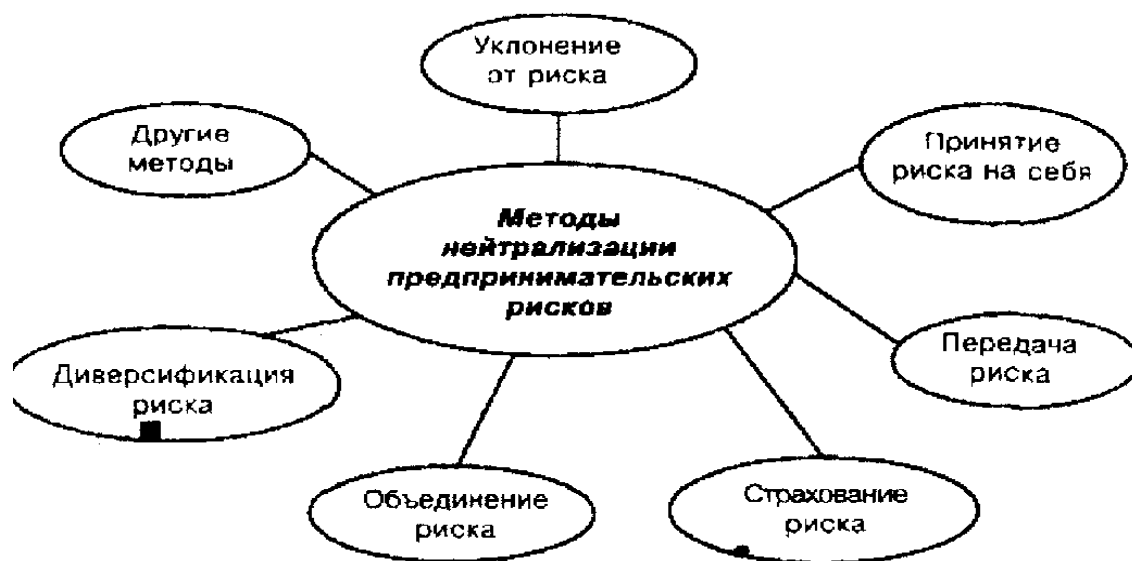 Уклонение
от риска
Другие
методы
Принятие
риска на себя
Методы
нейтрализации
предпринимательских
рисков
Передача
риска
Диверсификация
риска
Объединение
риска
Страхование
риска